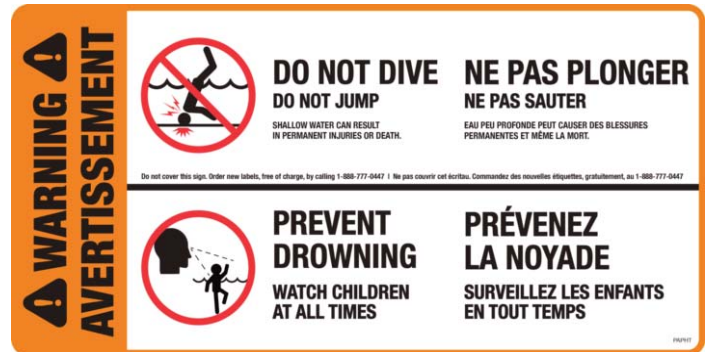 WARNING
AVERTISSEMENT
DO NOT DIVE
DO NOT JUMP
SHALLOW WATER CAN RESULT
IN PERMANENT INJURIES OR DEATH.
NE PAS PLONGER
NE PAS SAUTER
EAU PEU PROFONDE PEUT CAUSER DES BLESSURES
PERMANENTES ET MÊME LA MORT.
Do not cover this sign. Order new labels, free of charge, by calling 1-888-777-0447 I Ne pas couvrir cet écritau. Commandez des nouvelles étiquettes, gratuitement, au 1-888-777-0447
PREVENT
DROWNING
WATCH CHILDREN
AT ALL TIMES
PRÉVENEZ
LA NOYADE
SURVEILLEZ LES ENFANTS
EN TOUT TEMPS